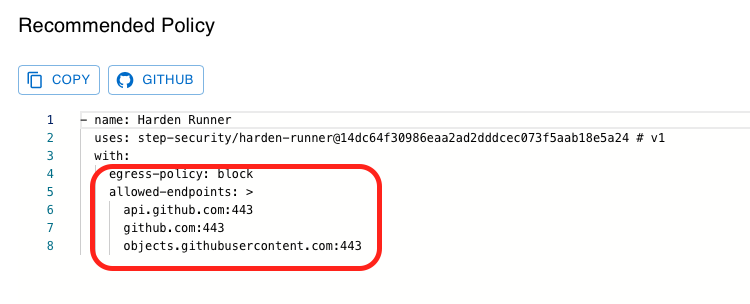 Recommended Policy
COPY
GITHUB
1 - name: Harden Runner
2 uses: step-security/harden-runner@14dc64f30986eaa2ad2dddcec073f5aab18e5a24 # v1
3 with:
4 egress-policy: block
5 allowed-endpoints: >
6 api.github.com:443
7 github.com:443
8 objects.githubusercontent.com:443